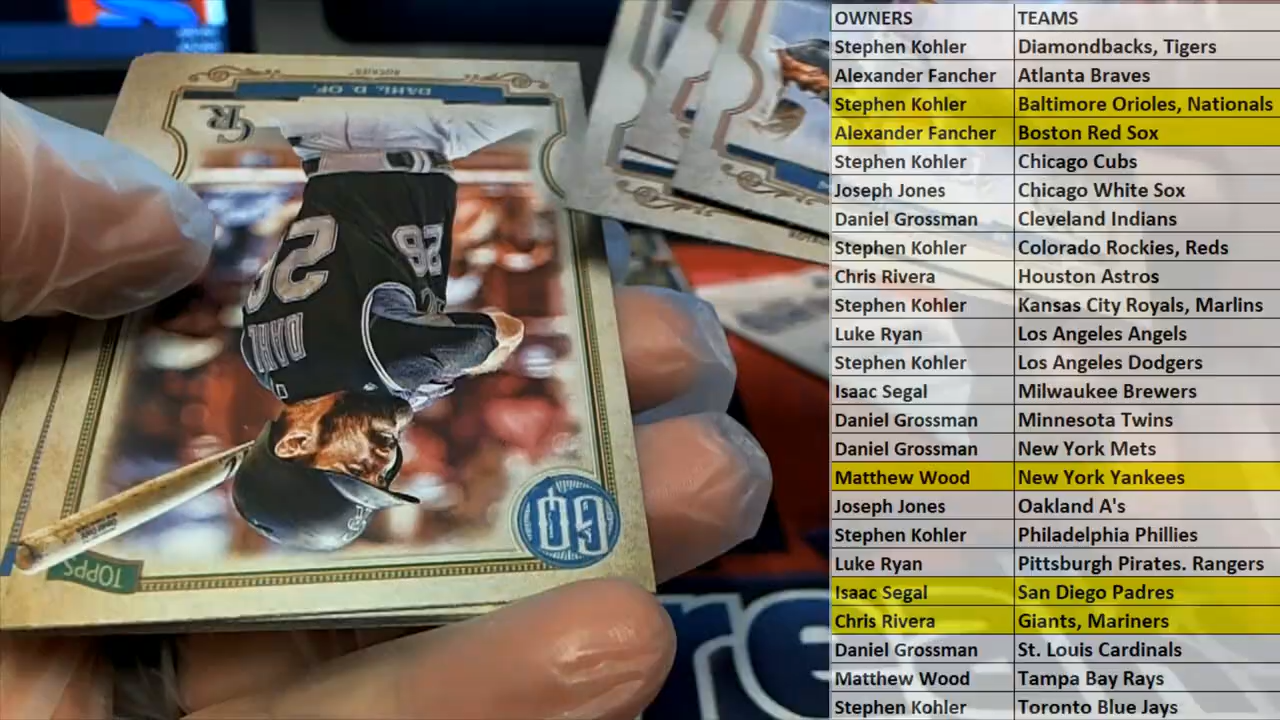 ROCKIES
DAHL, D. OF.
CR
26
26
DAHL
GQ
TOPPS
OWNERS TEAMS
Stephen Kohler Diamondbacks, Tigers
Alexander Fancher Atlanta Braves
Stephen Kohler Baltimore Orioles, Nationals
Alexander Fancher Boston Red Sox
Stephen Kohler Chicago Cubs
Joseph Jones Chicago White Sox
Daniel Grossman Cleveland Indians
Stephen Kohler Colorado Rockies, Reds
Chris Rivera Houston Astros
Stephen Kohler Kansas City Royals, Marlins
Luke Ryan Los Angeles Angels
Stephen Kohler Los Angeles Dodgers
Isaac Segal Milwaukee Brewers
Daniel Grossman Minnesota Twins
Daniel Grossman New York Mets
Matthew Wood New York Yankees
Joseph Jones Oakland A's
Stephen Kohler Philadelphia Phillies
Luke Ryan Pittsburgh Pirates. Rangers
Isaac Segal San Diego Padres
Chris Rivera Giants, Mariners
Daniel Grossman St. Louis Cardinals
Matthew Wood Tampa Bay Rays
Stephen Kohler Toronto Blue Jays